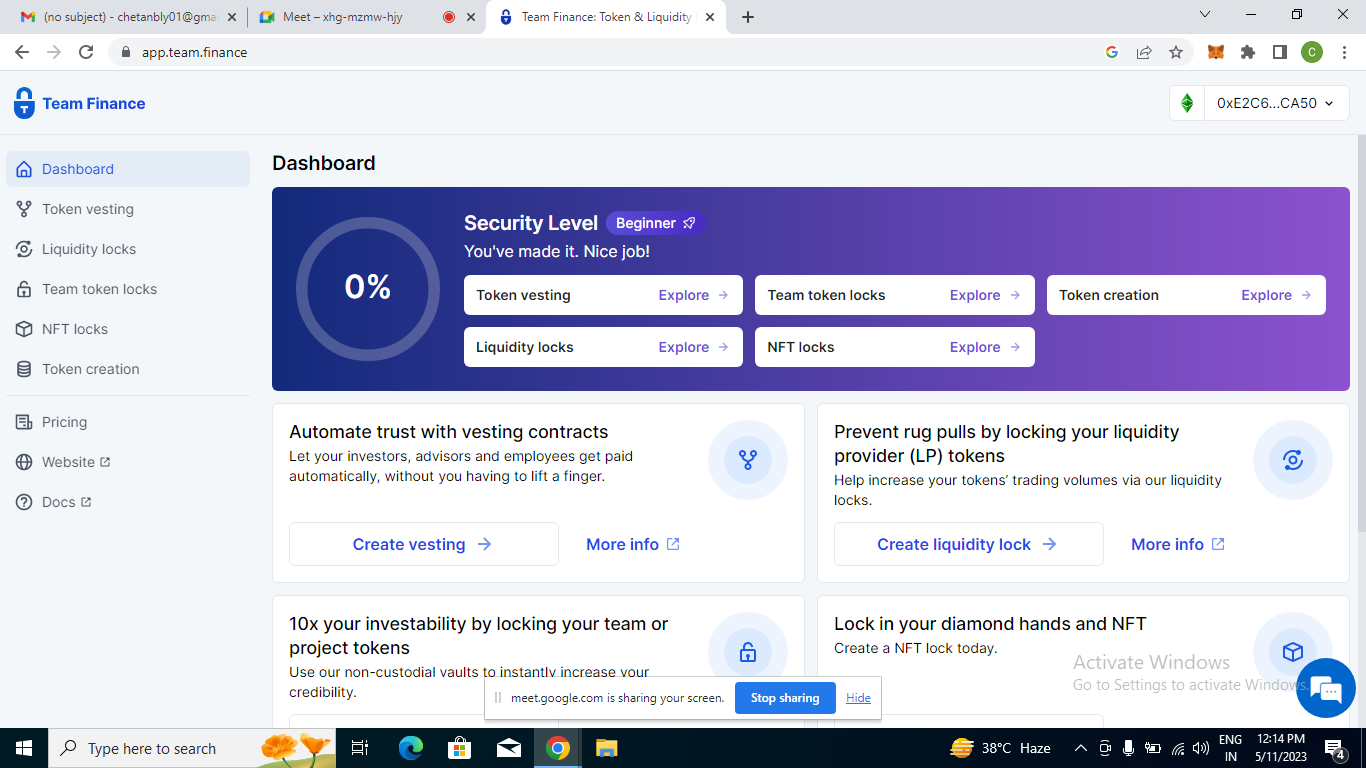 (no subject) - chetanbly01@gma
Meet – xhg-mzmw-hjy
Team Finance: Token & Liquidity
app.team.finance
G
C
T
Team Finance
0xE2C6...CA50
Dashboard
Token vesting
Liquidity locks
Team token locks
NFT locks
Token creation
Pricing
Website
Docs
Dashboard
0%
Security Level Beginner
You've made it. Nice job!
Token vesting Explore
Team token locks Explore
Token creation Explore
Liquidity locks Explore
NFT locks Explore
Automate trust with vesting contracts
Let your investors, advisors and employees get paid
automatically, without you having to lift a finger.
Create vesting
More info
Prevent rug pulls by locking your liquidity
provider (LP) tokens
Help increase your tokens’ trading volumes via our liquidity
locks.
Create liquidity lock
More info
10x your investability by locking your team or
project tokens
Use our non-custodial vaults to instantly increase your
credibility.
Lock in your diamond hands and NFT
Create a NFT lock today.
Activate Windows
Go to Settings to activate Windows.
meet.google.com is sharing your screen.
Stop sharing
Hide
Type here to search
38°C Haze
ENG
IN
12:14 PM
5/11/2023
4